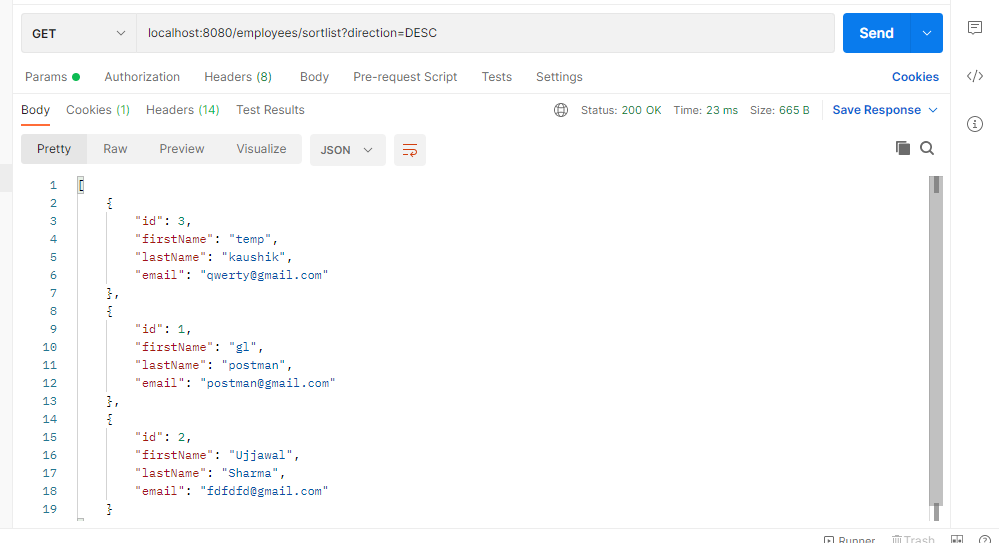 GET localhost:8080/employees/sortlist?direction=DESC Send
Params Authorization Headers (8) Body Pre-request Script Tests Settings Cookies
Body Cookies (1) Headers (14) Test Results Status: 200 OK Time: 23 ms Size: 665 B Save Response
Pretty Raw Preview Visualize JSON
1 [
2 {
3 "id": 3,
4 "firstName": "temp",
5 "lastName": "kaushik",
6 "email": "qwerty@gmail.com"
7 },
8 {
9 "id": 1,
10 "firstName": "gl",
11 "lastName": "postman",
12 "email": "postman@gmail.com"
13 },
14 {
15 "id": 2,
16 "firstName": "Ujjawal",
17 "lastName": "Sharma",
18 "email": "fdfdfd@gmail.com"
19 }
Runner Trash